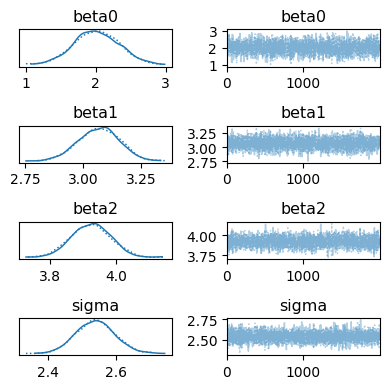 beta0 beta0
3
2
1
1 2 3 0 1000
beta1 beta1
3.25
3.00
2.75
2.75 3.00 3.25 0 1000
beta2 beta2
4.00
3.75
3.8 4.0 0 1000
sigma sigma
2.75
2.50
2.4 2.6 0 1000